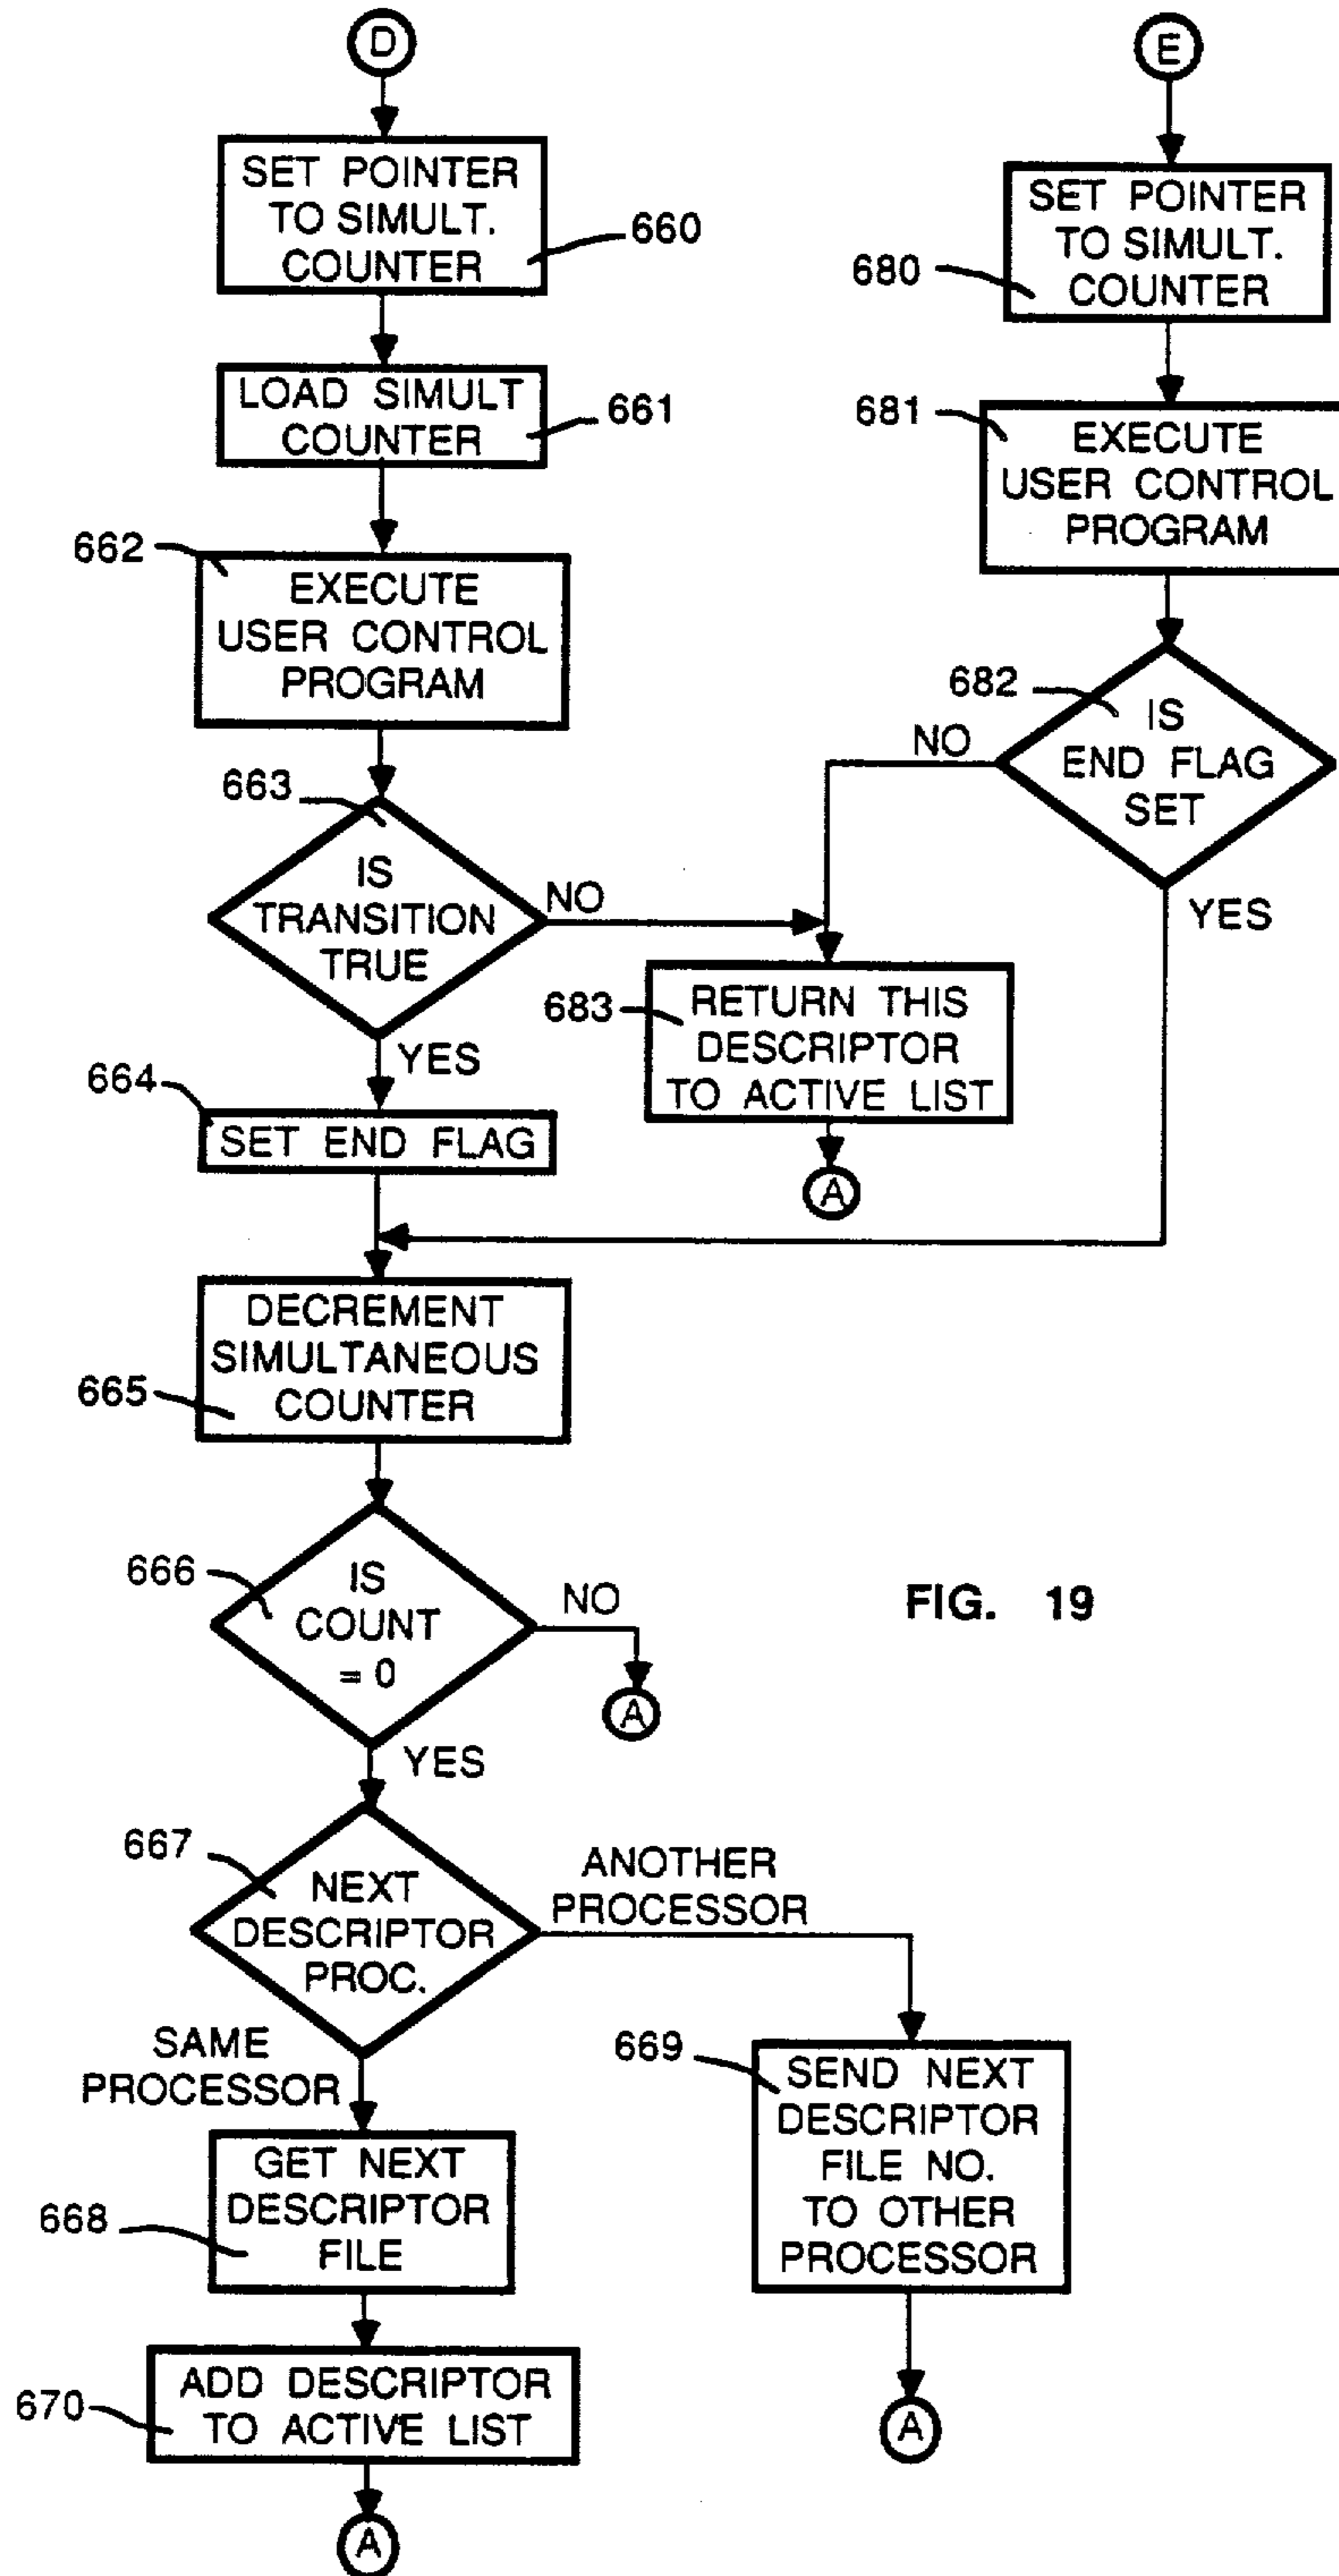 D
SET POINTER
TO SIMULT.
COUNTER
660
LOAD SIMULT
COUNTER
661
662
EXECUTE
USER CONTROL
PROGRAM
663
IS
TRANSITION
TRUE
NO
YES
664
SET END FLAG
DECREMENT
SIMULTANEOUS
COUNTER
665
666
IS
COUNT
= 0
NO
A
YES
667
NEXT
DESCRIPTOR
PROC.
ANOTHER
PROCESSOR
SAME
PROCESSOR
668
GET NEXT
DESCRIPTOR
FILE
670
ADD DESCRIPTOR
TO ACTIVE LIST
A
669
SEND NEXT
DESCRIPTOR
FILE NO.
TO OTHER
PROCESSOR
A
E
SET POINTER
TO SIMULT.
COUNTER
680
681
EXECUTE
USER CONTROL
PROGRAM
682
IS
END FLAG
SET
NO
YES
683
RETURN THIS
DESCRIPTOR
TO ACTIVE LIST
A
FIG. 19